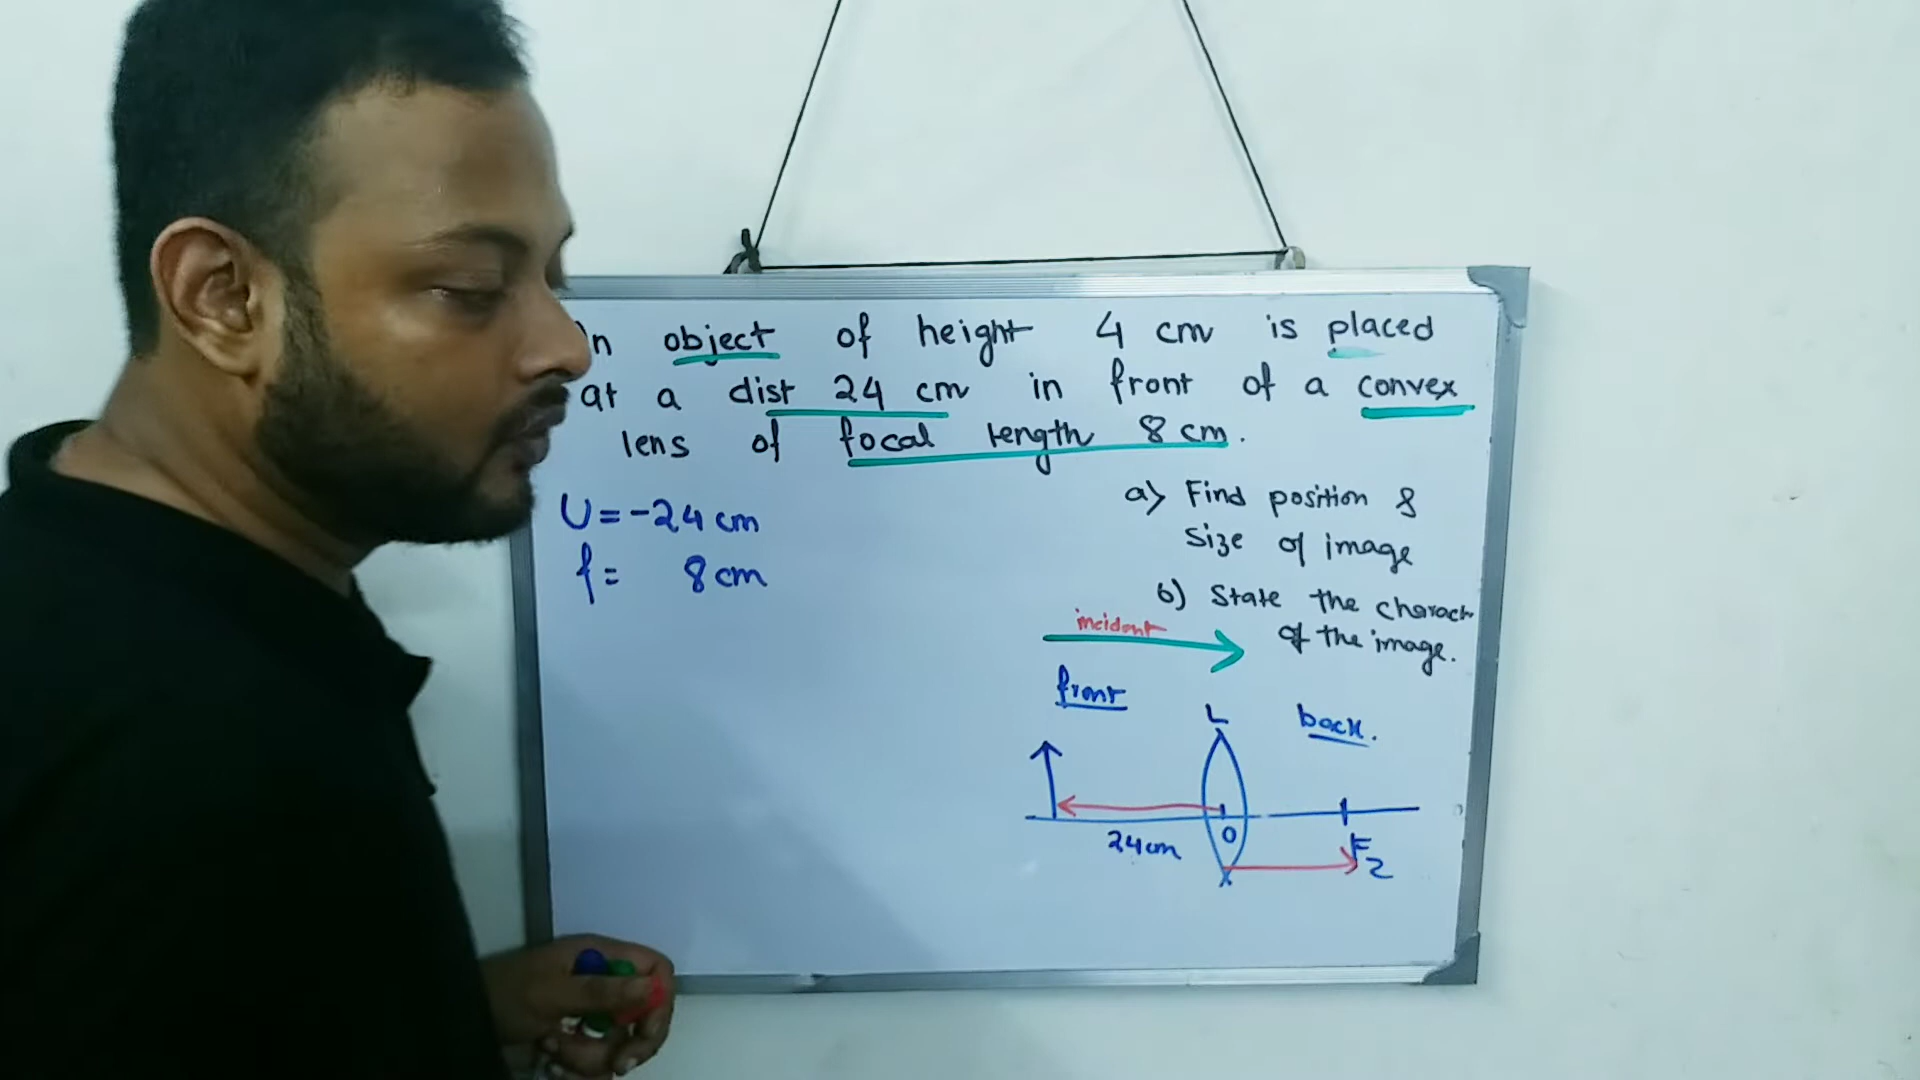 n object of height 4 cm is placed
at a dist 24 cm in front of a convex
lens of focal length 8 cm.
a) Find position &
size of image
b) State the charact
of the image.
U = -24 cm
f = 8 cm
incident
front
L
back.
24cm
O
F2